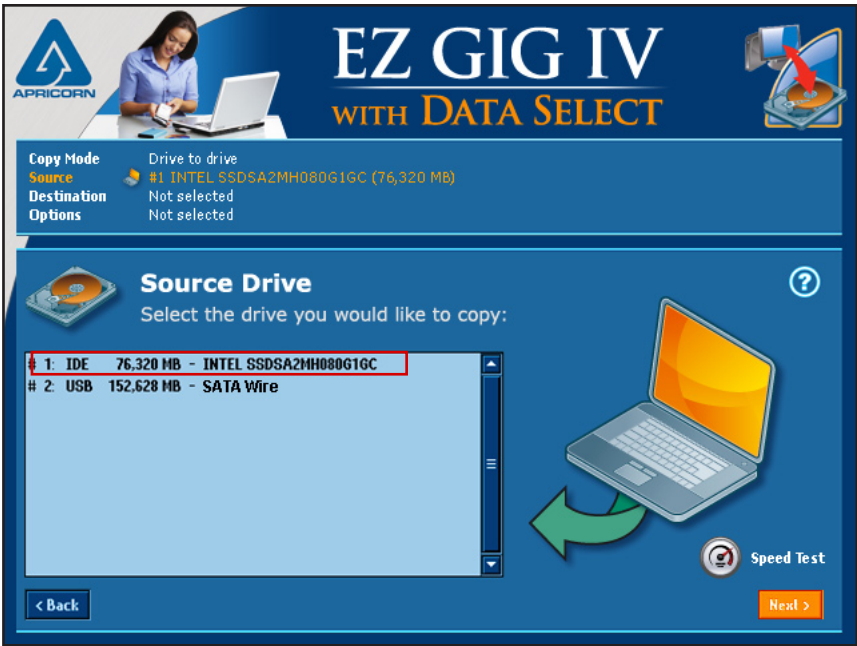 APRICORN
EZ GIG IV
WITH DATA SELECT
Copy Mode Drive to drive
Source #1 INTEL SSDSA2MH080G1GC (76,320 MB)
Destination Not selected
Options Not selected
Source Drive
?
Select the drive you would like to copy:
# 1: IDE 76,320 MB - INTEL SSDSA2MH080G1GC
# 2: USB 152,628 MB - SATA Wire
Speed Test
< Back
Next >